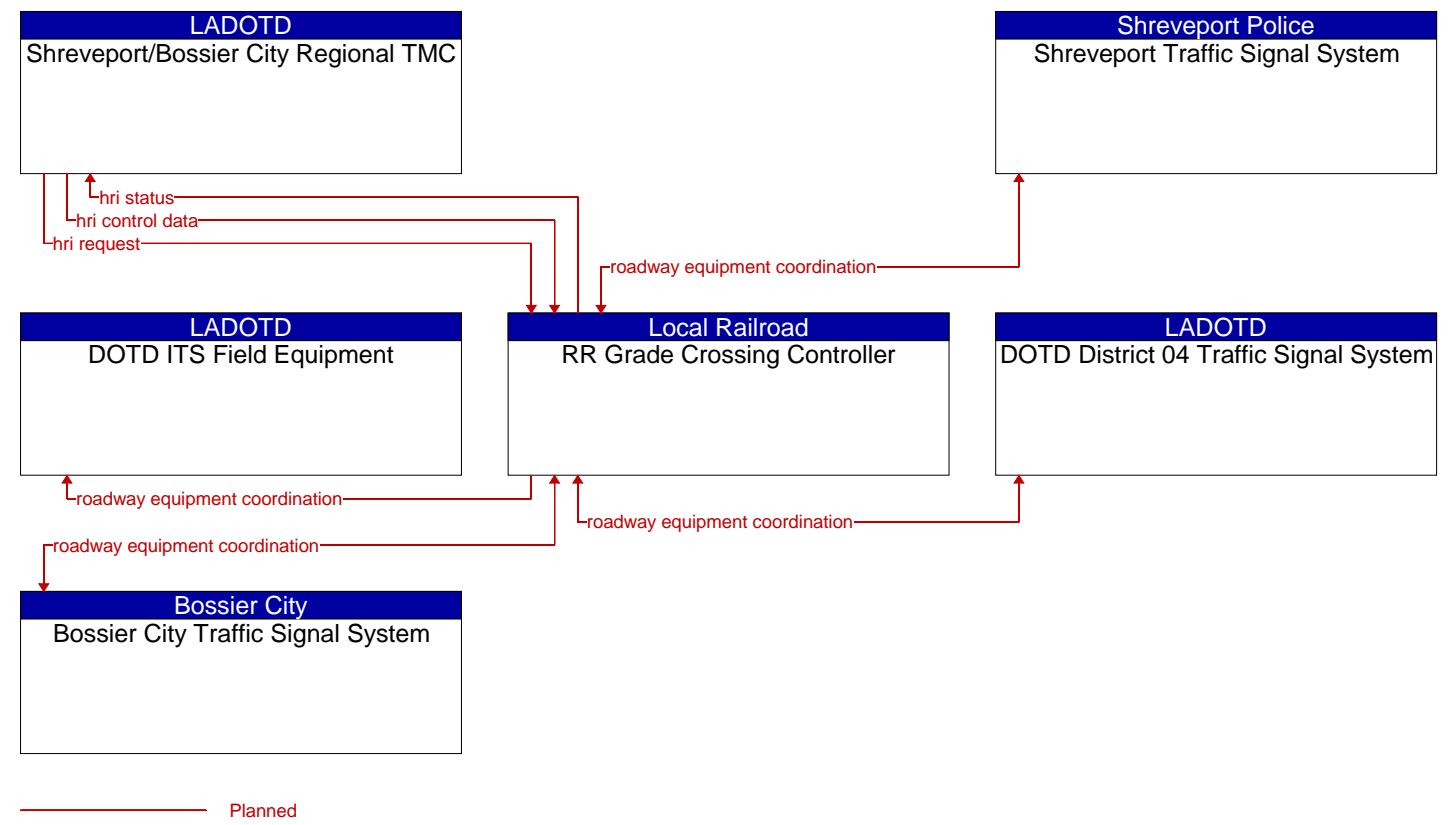 LADOTD
Shreveport/Bossier City Regional TMC
Shreveport Police
Shreveport Traffic Signal System
hri status
hri control data
hri request
roadway equipment coordination
LADOTD
DOTD ITS Field Equipment
Local Railroad
RR Grade Crossing Controller
LADOTD
DOTD District 04 Traffic Signal System
roadway equipment coordination
roadway equipment coordination
roadway equipment coordination
Bossier City
Bossier City Traffic Signal System
Planned